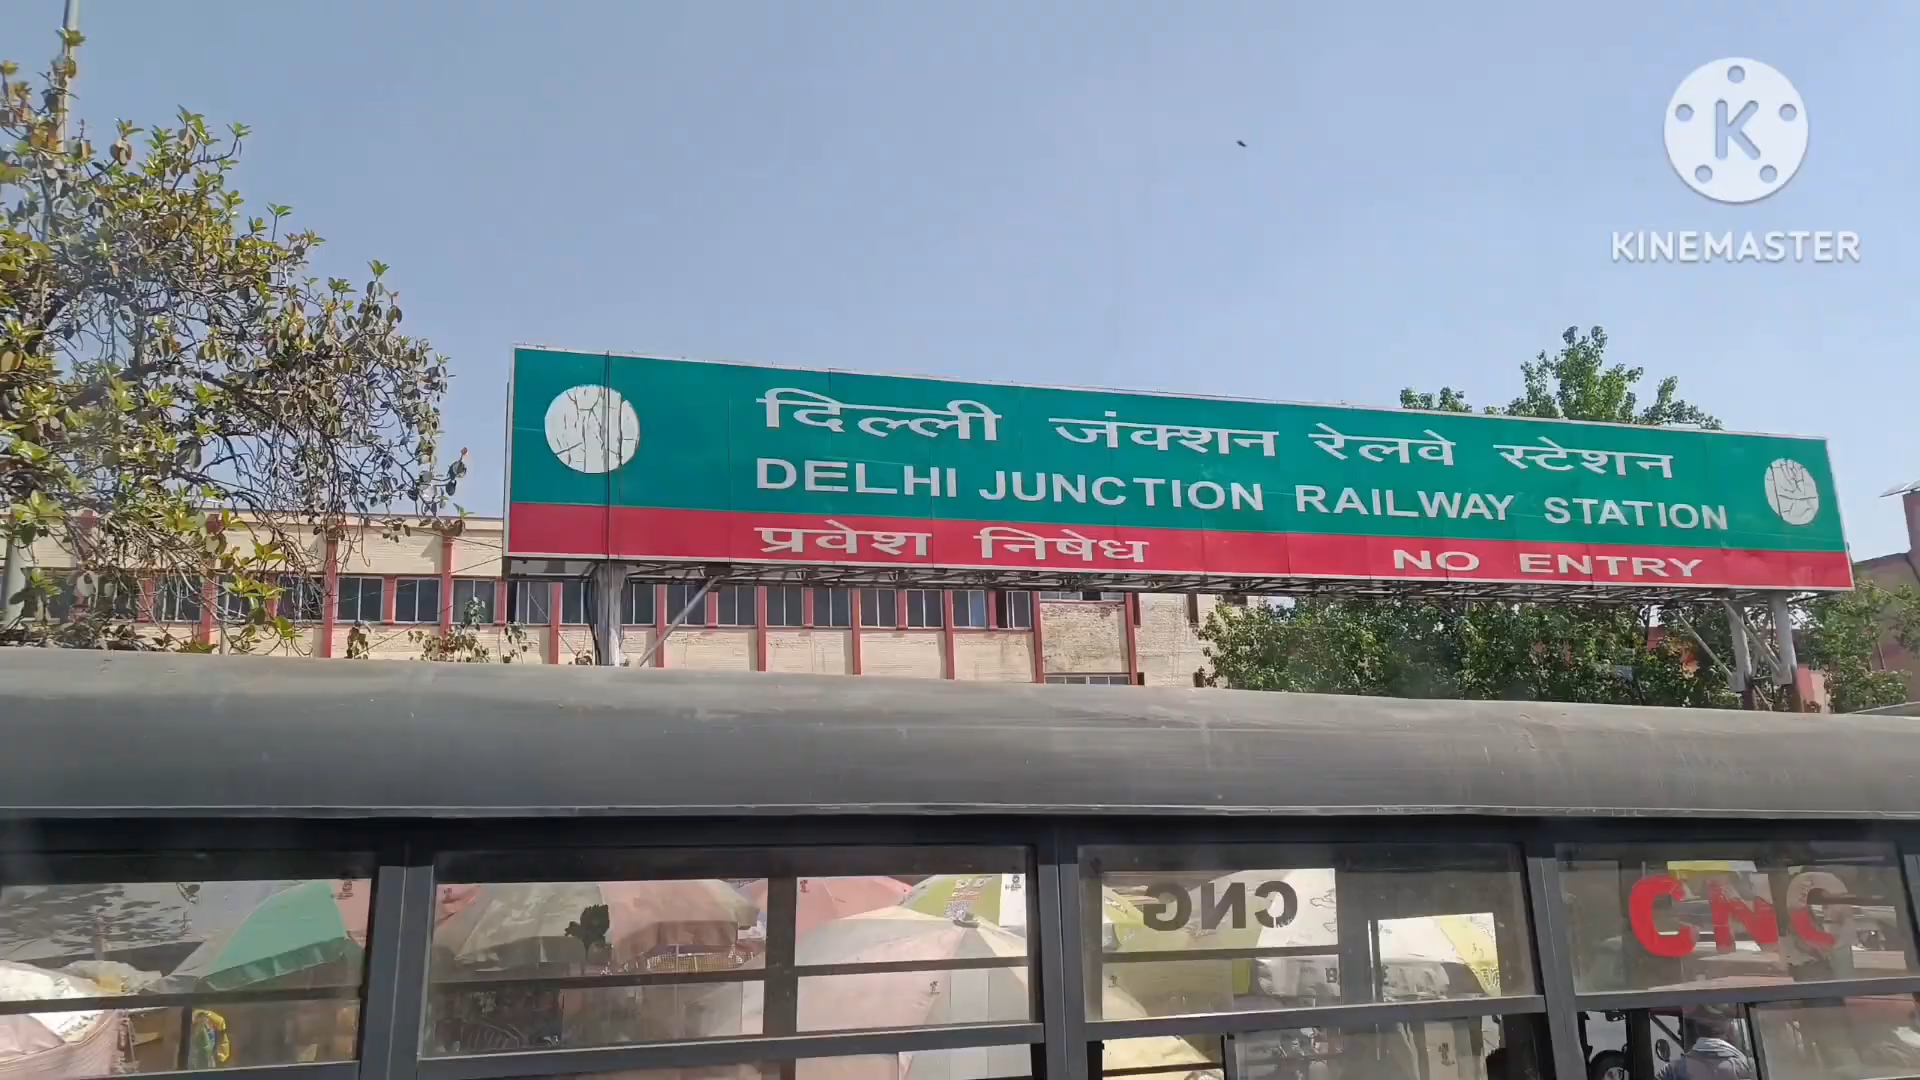 K
KINEMASTER
दिल्ली जंक्शन रेलवे स्टेशन
DELHI JUNCTION RAILWAY STATION
प्रवेश निषेध NO ENTRY
CNG
CNG